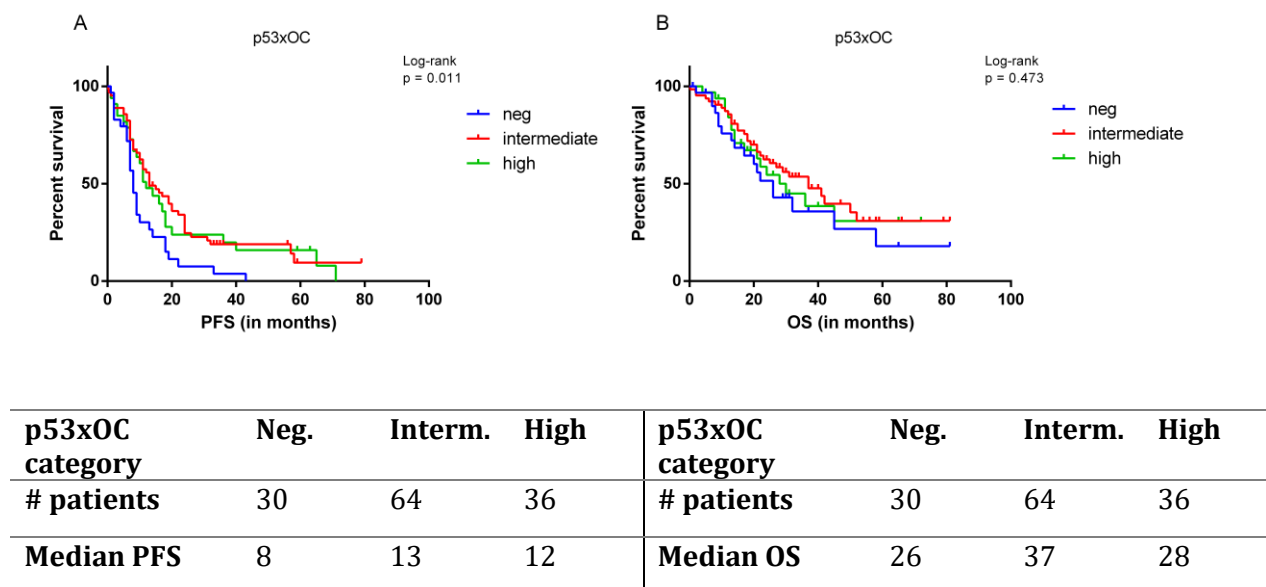 A
p53xOC
Log-rank
p = 0.011
100
50
0
Percent survival
0 20 40 60 80 100
PFS (in months)
neg
intermediate
high
B
p53xOC
Log-rank
p = 0.473
100
50
0
Percent survival
0 20 40 60 80 100
OS (in months)
neg
intermediate
high
p53xOC Neg. Interm. High p53xOC Neg. Interm. High
category category
# patients 30 64 36 # patients 30 64 36
Median PFS 8 13 12 Median OS 26 37 28